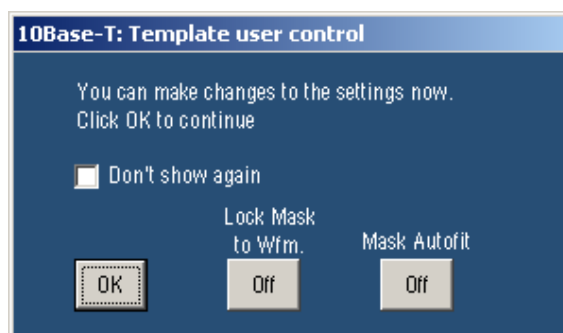 10Base-T: Template user control
You can make changes to the settings now.
Click OK to continue
Don't show again
Lock Mask
to Wfm.
Mask Autofit
OK
Off
Off